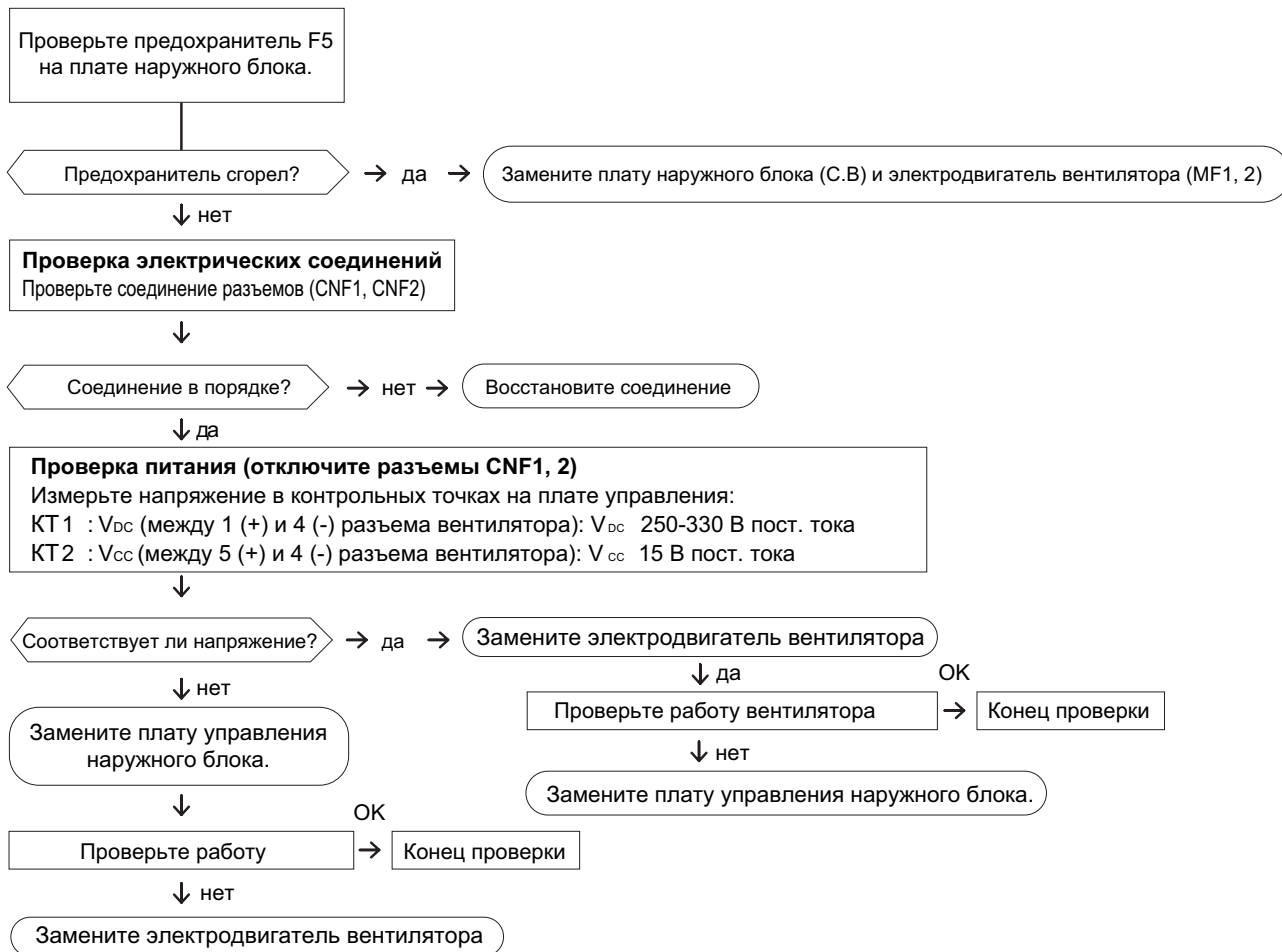 Проверьте предохранитель F5
на плате наружного блока.
Предохранитель сгорел?
да
Замените плату наружного блока (C.B) и электродвигатель вентилятора (MF1, 2)
нет
Проверка электрических соединений
Проверьте соединение разъемов (CNF1, CNF2)
Соединение в порядке?
нет
Восстановите соединение
да
Проверка питания (отключите разъемы CNF1, 2)
Измерьте напряжение в контрольных точках на плате управления:
КТ1 : VDC (между 1 (+) и 4 (-) разъема вентилятора): VDC 250-330 В пост. тока
КТ2 : VCC (между 5 (+) и 4 (-) разъема вентилятора): Vcc 15 В пост. тока
Соответствует ли напряжение?
да
Замените электродвигатель вентилятора
да
OK
Проверьте работу вентилятора
Конец проверки
нет
Замените плату управления наружного блока.
нет
Замените плату управления
наружного блока.
OK
Проверьте работу
Конец проверки
нет
Замените электродвигатель вентилятора